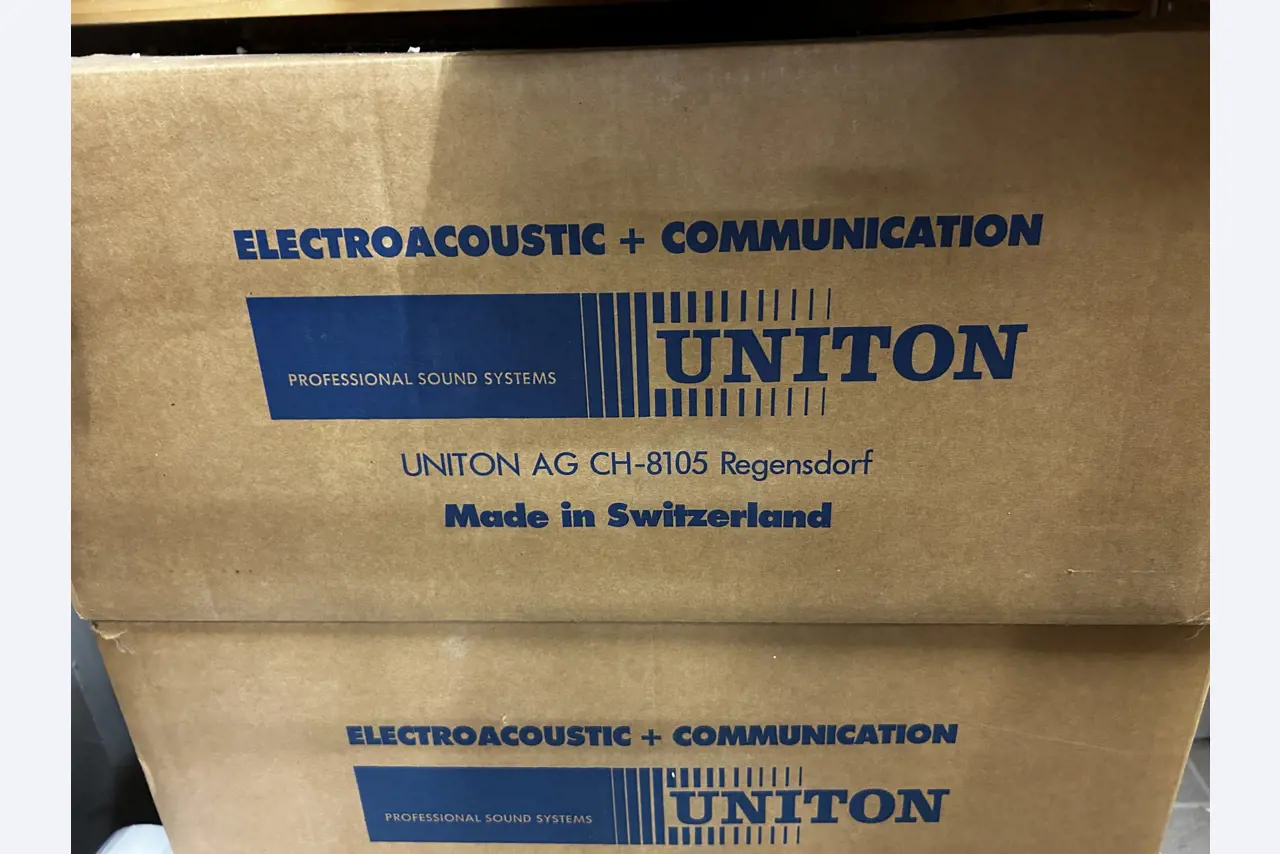 ELECTROACOUSTIC + COMMUNICATION
PROFESSIONAL SOUND SYSTEMS
UNITON
UNITON AG CH-8105 Regensdorf
Made in Switzerland
ELECTROACOUSTIC + COMMUNICATION
PROFESSIONAL SOUND SYSTEMS
UNITON